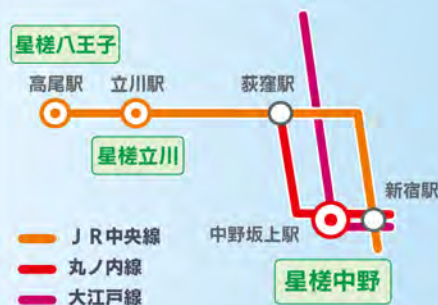 星槎八王子
高尾駅
立川駅
荻窪駅
星槎立川
新宿駅
中野坂上駅
ＪＲ中央線
丸ノ内線
大江戸線
星槎中野